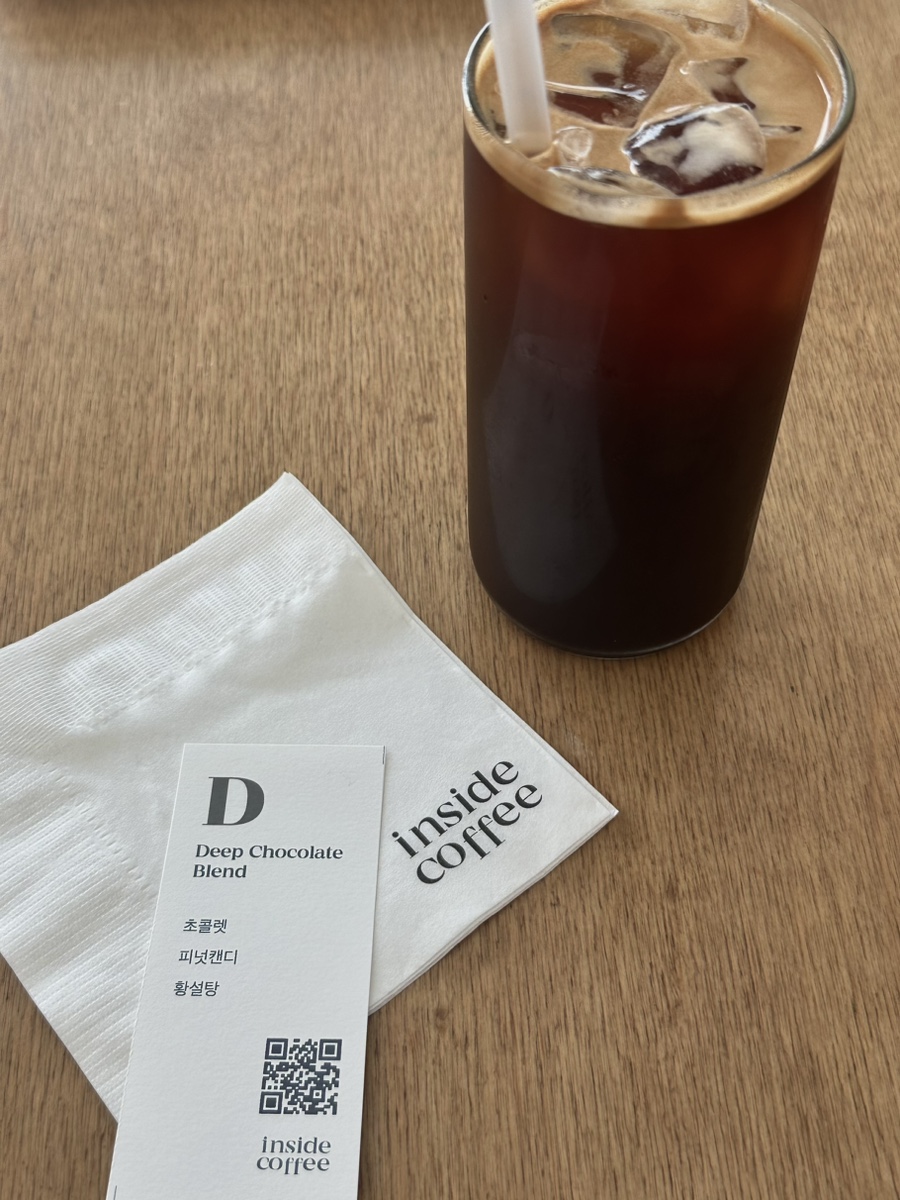 inside
coffee
D
Deep Chocolate
Blend
초콜렛
피넛캔디
황설탕
inside
coffee